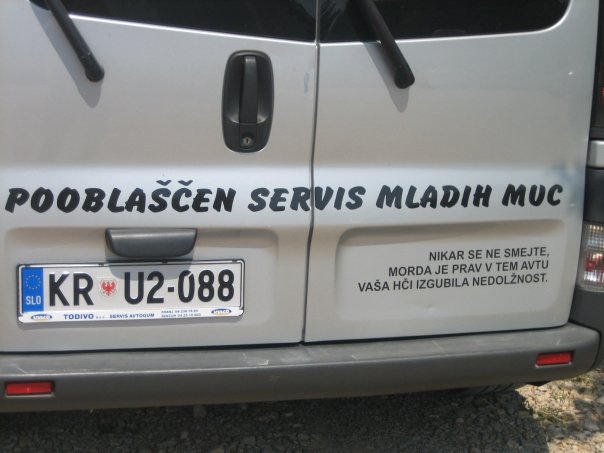 POOBLAŠČEN SERVIS MLADIH MUC
NIKAR SE NE SMEJTE,
MORDA JE PRAV V TEM AVTU
VAŠA HČI IZGUBILA NEDOLŽNOST.
SLO
KR U2-088
TODIVO d.o.o. SERVIS AVTOGUM